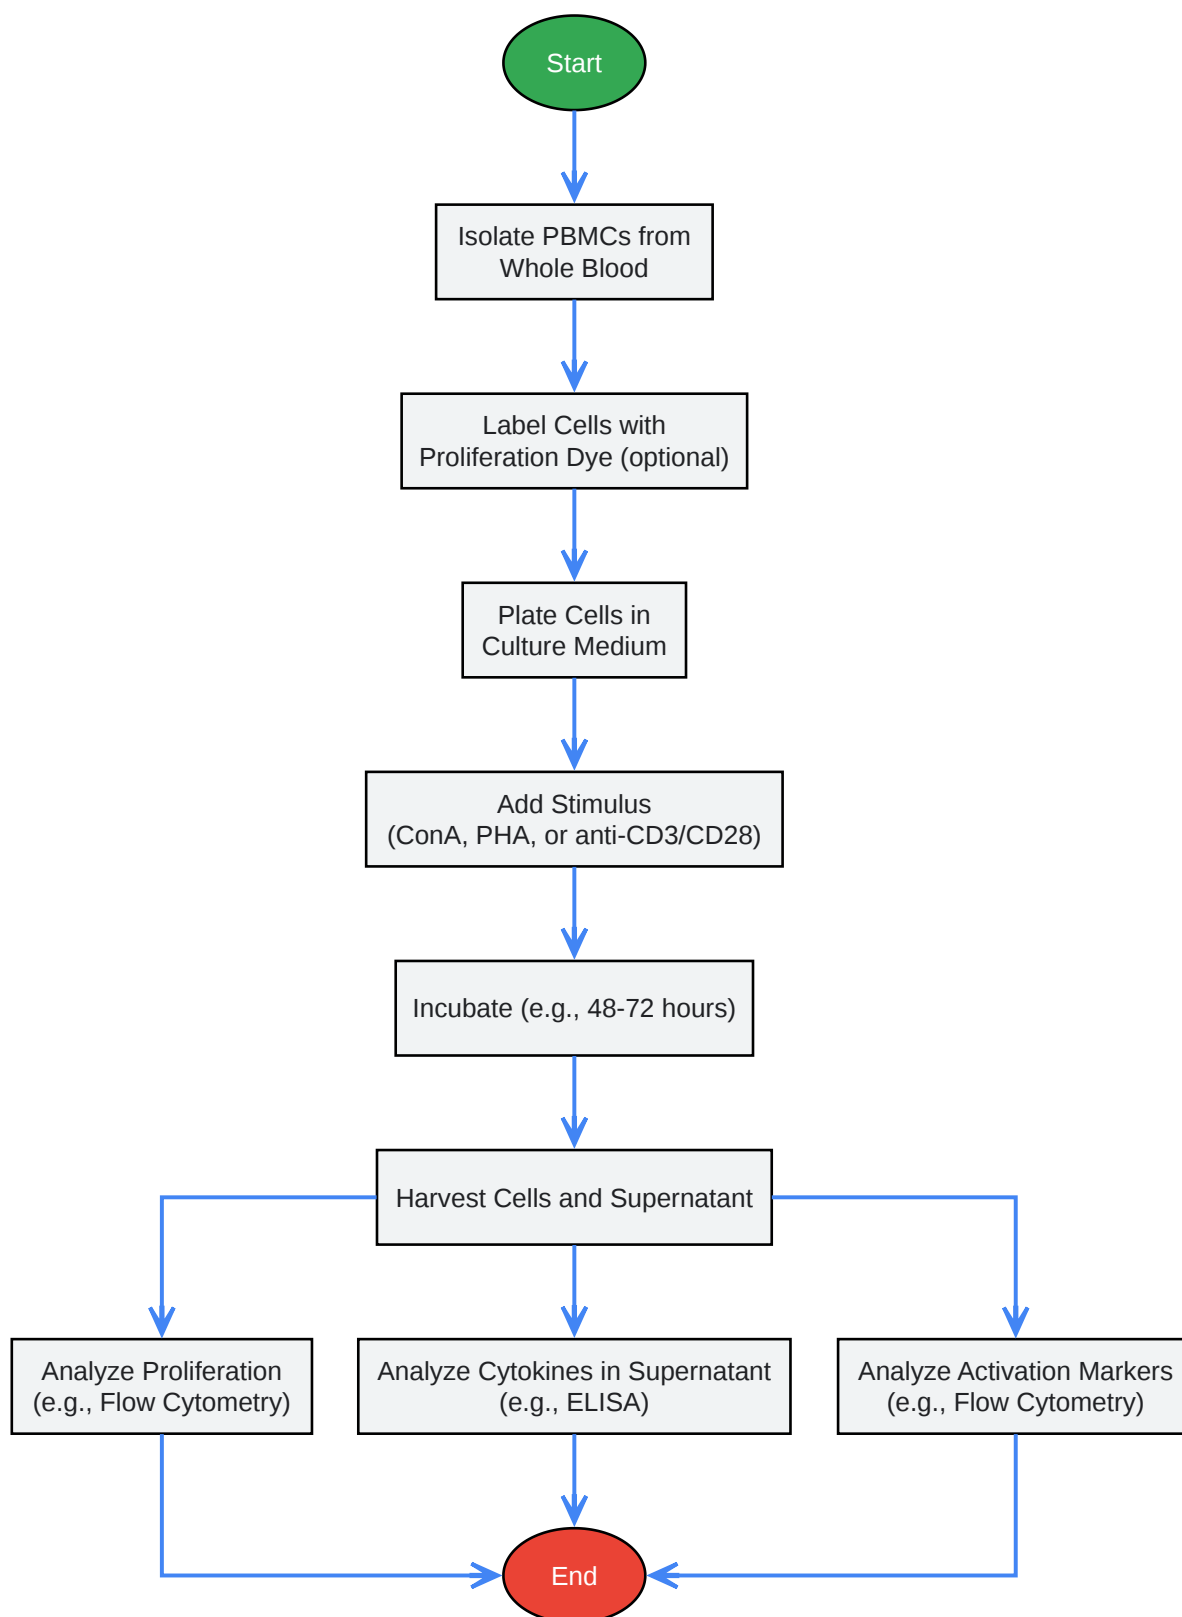 Start
Isolate PBMCs from
Whole Blood
Label Cells with
Proliferation Dye (optional)
Plate Cells in
Culture Medium
Add Stimulus
(ConA, PHA, or anti-CD3/CD28)
Incubate (e.g., 48-72 hours)
Harvest Cells and Supernatant
Analyze Proliferation
(e.g., Flow Cytometry)
Analyze Cytokines in Supernatant
(e.g., ELISA)
Analyze Activation Markers
(e.g., Flow Cytometry)
End